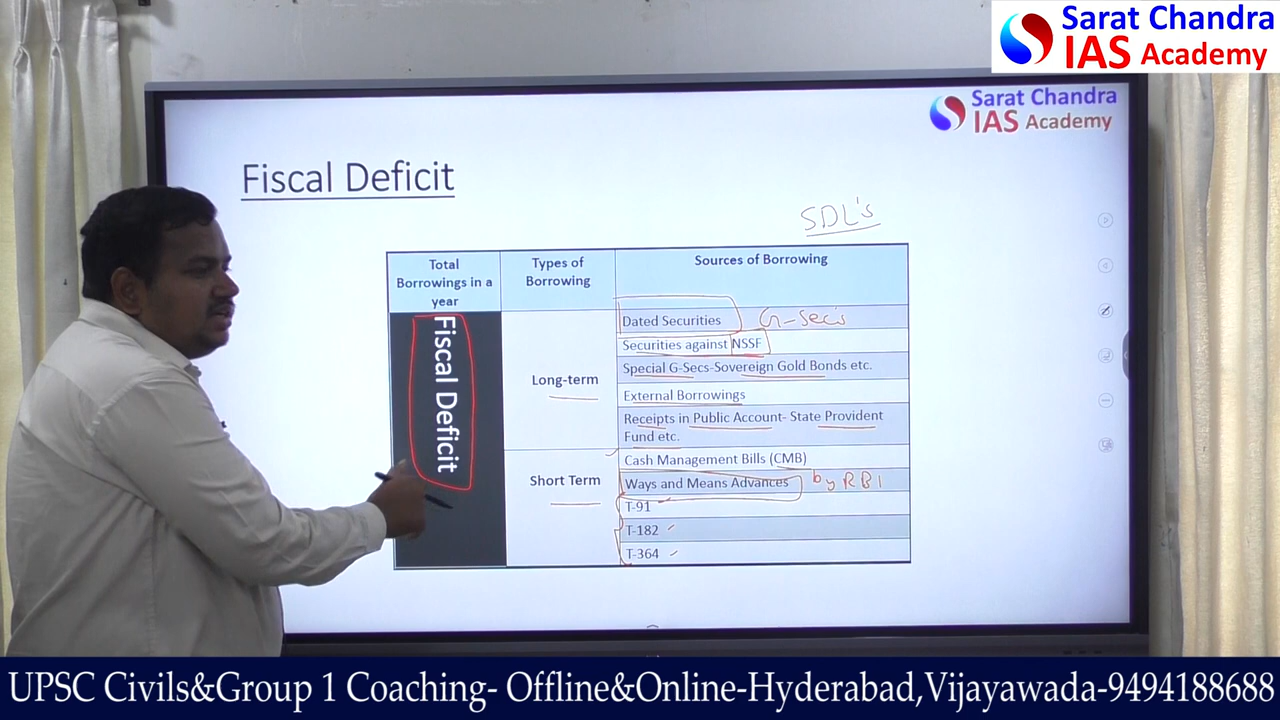 Sarat Chandra
IAS Academy
Sarat Chandra
IAS Academy
Fiscal Deficit
SDL's
Total
Borrowings in a
year
Types of
Borrowing
Sources of Borrowing
Fiscal Deficit
Long-term
Dated Securities G-Sec's
Securities against NSSF
Special G-Secs-Sovereign Gold Bonds etc.
External Borrowings
Receipts in Public Account- State Provident
Fund etc.
Short Term
Cash Management Bills (CMB)
Ways and Means Advances by RBI
T-91
T-182
T-364
UPSC Civils&Group 1 Coaching- Offline&Online-Hyderabad,Vijayawada-9494188688